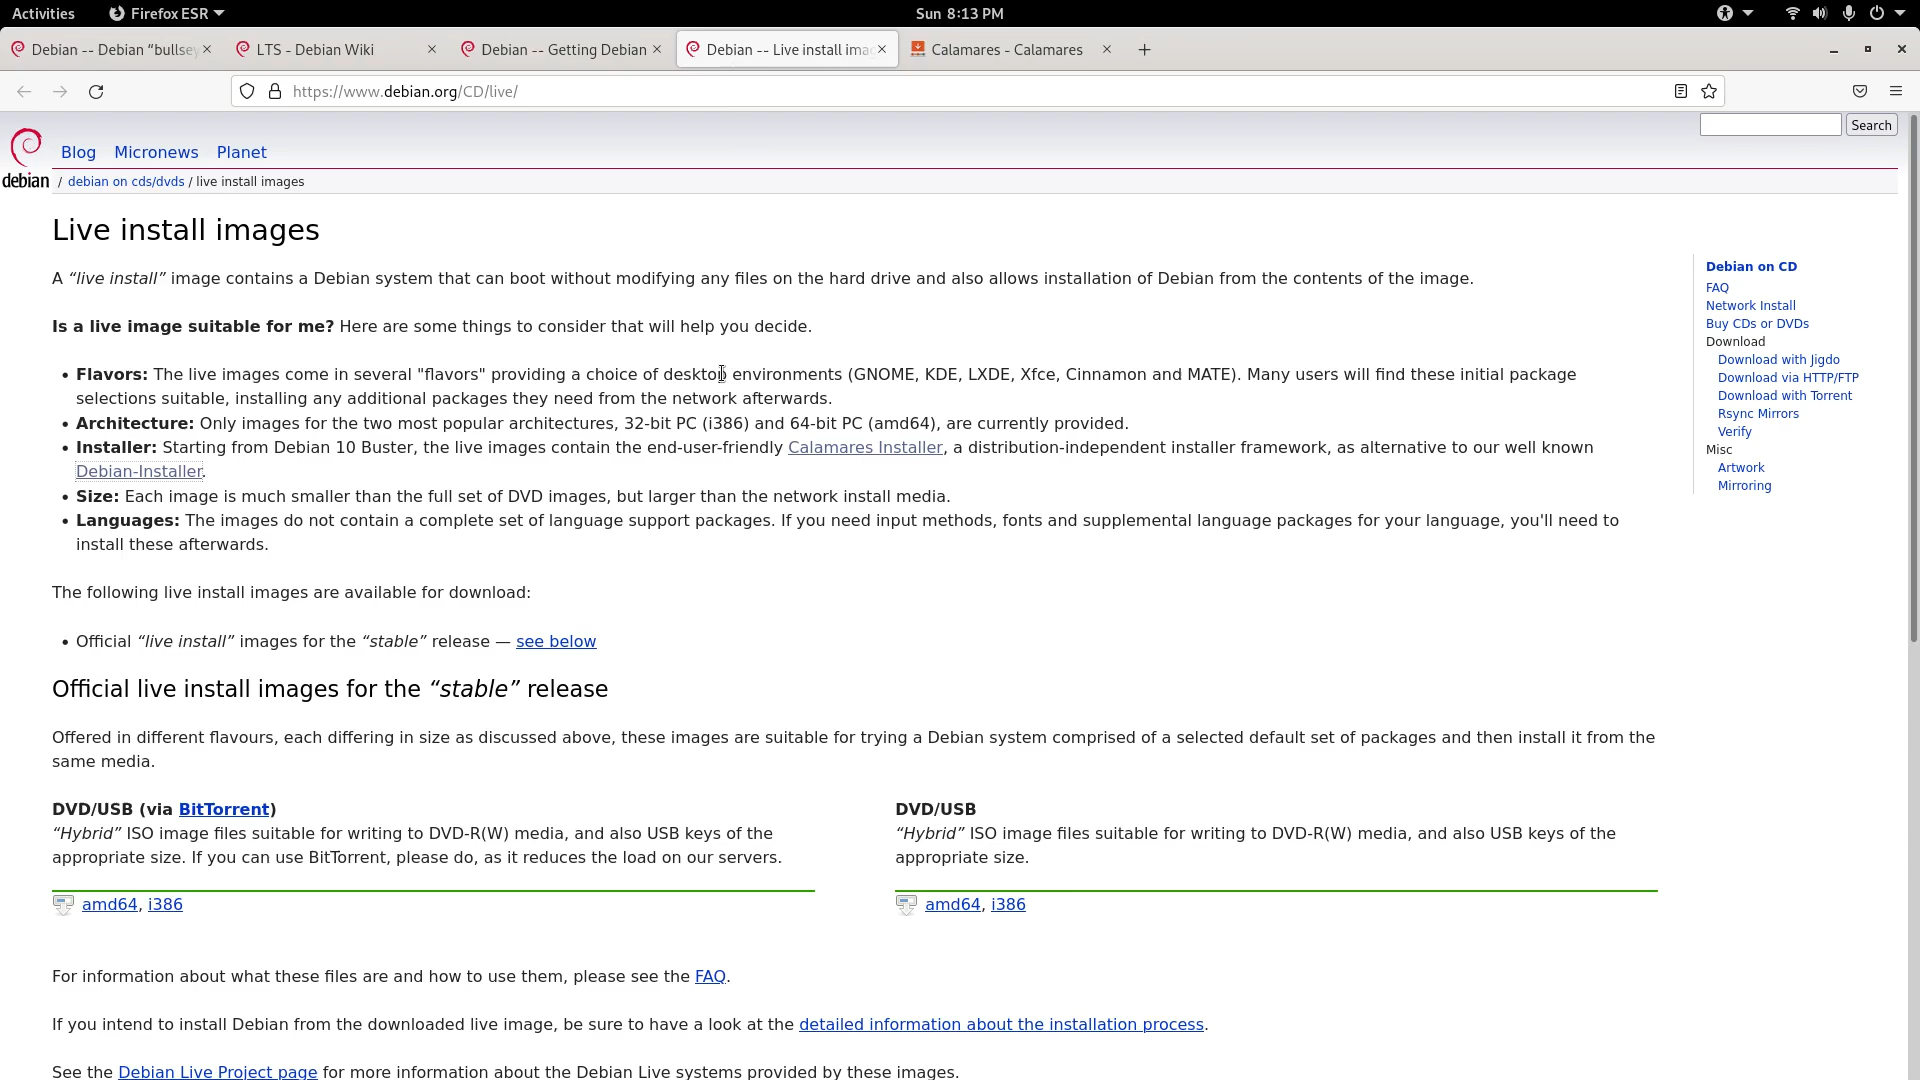 Activities Firefox ESR Sun 8:13 PM
Debian -- Debian “bullsey LTS - Debian Wiki Debian -- Getting Debian Debian -- Live install imag Calamares - Calamares
https://www.debian.org/CD/live/
Search
Blog Micronews Planet
debian / debian on cds/dvds / live install images
Live install images
A “live install” image contains a Debian system that can boot without modifying any files on the hard drive and also allows installation of Debian from the contents of the image.
Is a live image suitable for me? Here are some things to consider that will help you decide.
• Flavors: The live images come in several "flavors" providing a choice of desktop environments (GNOME, KDE, LXDE, Xfce, Cinnamon and MATE). Many users will find these initial package
selections suitable, installing any additional packages they need from the network afterwards.
• Architecture: Only images for the two most popular architectures, 32-bit PC (i386) and 64-bit PC (amd64), are currently provided.
• Installer: Starting from Debian 10 Buster, the live images contain the end-user-friendly Calamares Installer, a distribution-independent installer framework, as alternative to our well known
Debian-Installer.
• Size: Each image is much smaller than the full set of DVD images, but larger than the network install media.
• Languages: The images do not contain a complete set of language support packages. If you need input methods, fonts and supplemental language packages for your language, you'll need to
install these afterwards.
The following live install images are available for download:
• Official “live install” images for the “stable” release — see below
Official live install images for the “stable” release
Offered in different flavours, each differing in size as discussed above, these images are suitable for trying a Debian system comprised of a selected default set of packages and then install it from the
same media.
DVD/USB (via BitTorrent)
“Hybrid” ISO image files suitable for writing to DVD-R(W) media, and also USB keys of the
appropriate size. If you can use BitTorrent, please do, as it reduces the load on our servers.
amd64, i386
DVD/USB
“Hybrid” ISO image files suitable for writing to DVD-R(W) media, and also USB keys of the
appropriate size.
amd64, i386
For information about what these files are and how to use them, please see the FAQ.
If you intend to install Debian from the downloaded live image, be sure to have a look at the detailed information about the installation process.
See the Debian Live Project page for more information about the Debian Live systems provided by these images.
Debian on CD
FAQ
Network Install
Buy CDs or DVDs
Download
Download with Jigdo
Download via HTTP/FTP
Download with Torrent
Rsync Mirrors
Verify
Misc
Artwork
Mirroring